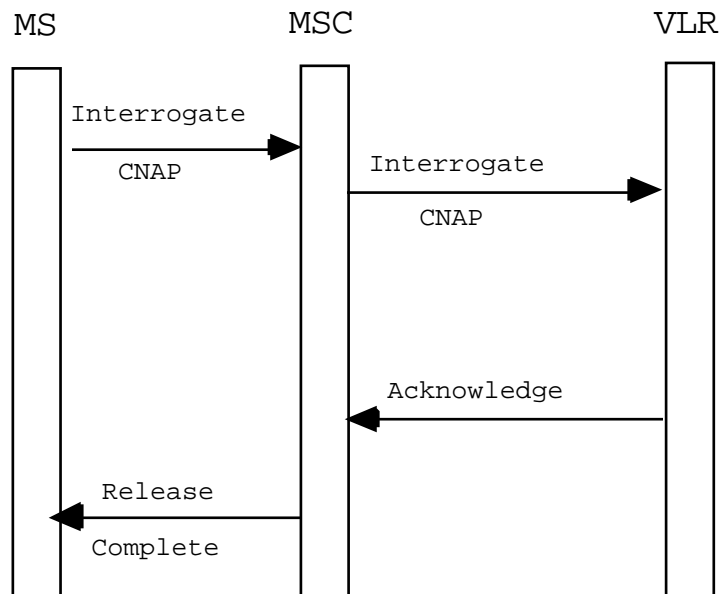 MS MSC VLR
Interrogate
CNAP
Interrogate
CNAP
Acknowledge
Release
Complete